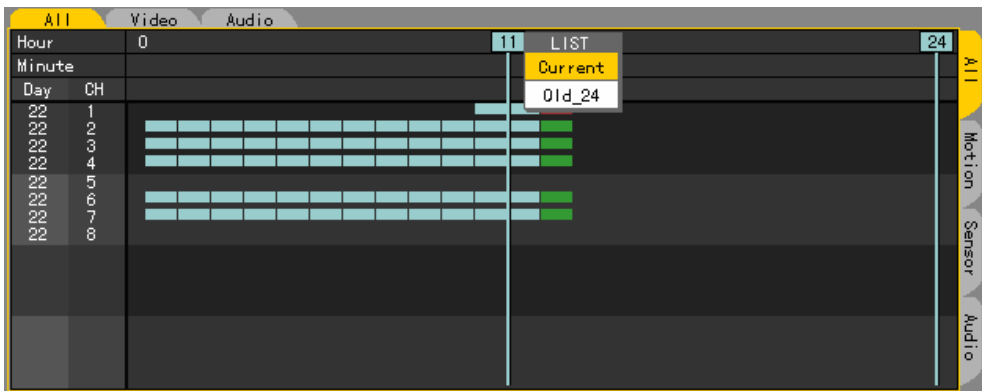 All Video Audio
Hour 0 11 24
LIST
Current
Old_24
Minute
Day CH
22 1
22 2
22 3
22 4
22 5
22 6
22 7
22 8
All
Motion
Sensor
Audio